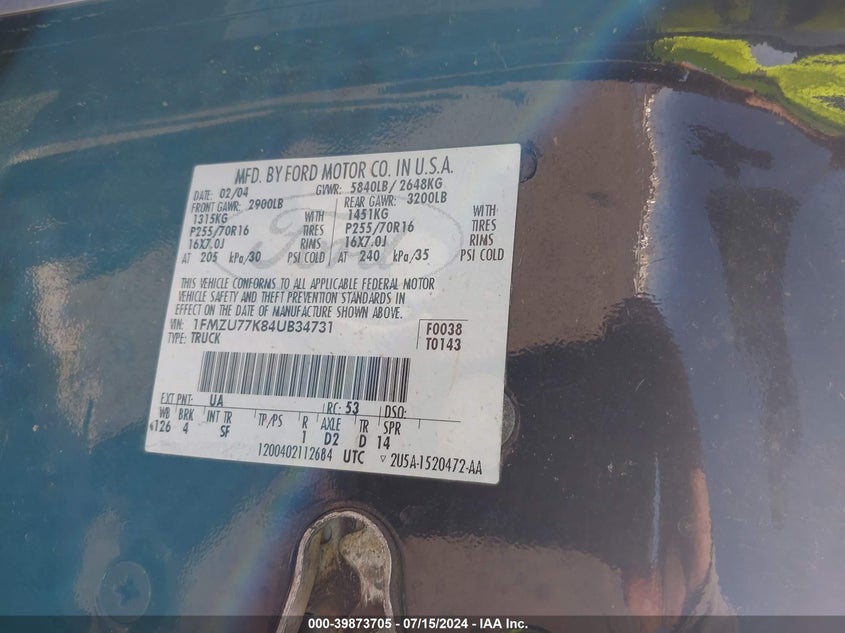 MFD. BY FORD MOTOR CO. IN U.S.A.
DATE: 02/04 GVWR: 5840LB/ 2648KG
FRONT GAWR: 2900LB REAR GAWR: 3200LB
1315KG WITH 1451KG WITH
P255/70R16 TIRES P255/70R16 TIRES
16X7.0J RIMS 16X7.0J RIMS
AT 205 kPa/30 PSI COLD AT 240 kPa/35 PSI COLD
Ford
THIS VEHICLE CONFORMS TO ALL APPLICABLE FEDERAL MOTOR
VEHICLE SAFETY AND THEFT PREVENTION STANDARDS IN
EFFECT ON THE DATE OF MANUFACTURE SHOWN ABOVE.
VIN: 1FMZU77K84UB34731 F0038
TYPE: TRUCK T0143
EXT PNT: UA RC: 53 DSO:
WB BRK INT TR TP/PS R AXLE TR SPR
126 4 SF 1 D2 D 14
120040211268​4 UTC ▽ 2U5A-1520472-AA
000-39873705 - 07/15/2024 - IAA Inc.